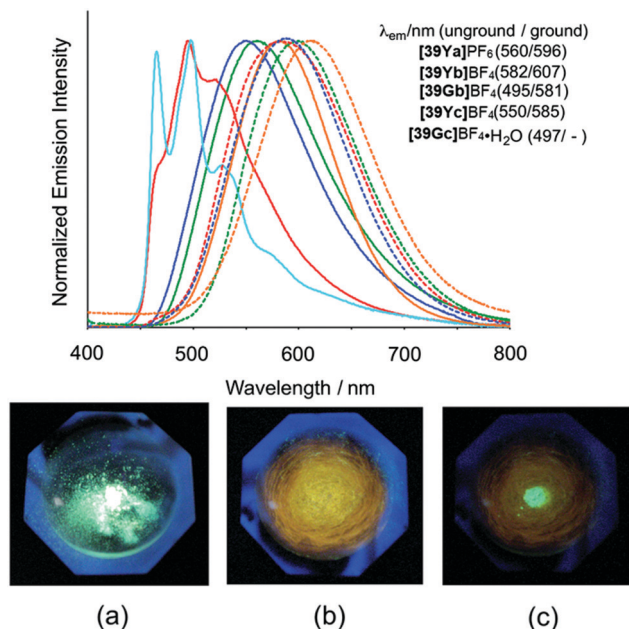 λem/nm (unground / ground)
[39Ya]PF₆(560/596)
[39Yb]BF₄(582/607)
[39Gb]BF₄(495/581)
[39Yc]BF₄(550/585)
[39Gc]BF₄•H₂O (497/ - )
Normalized Emission Intensity
400 500 600 700 800
Wavelength / nm
(a) (b) (c)